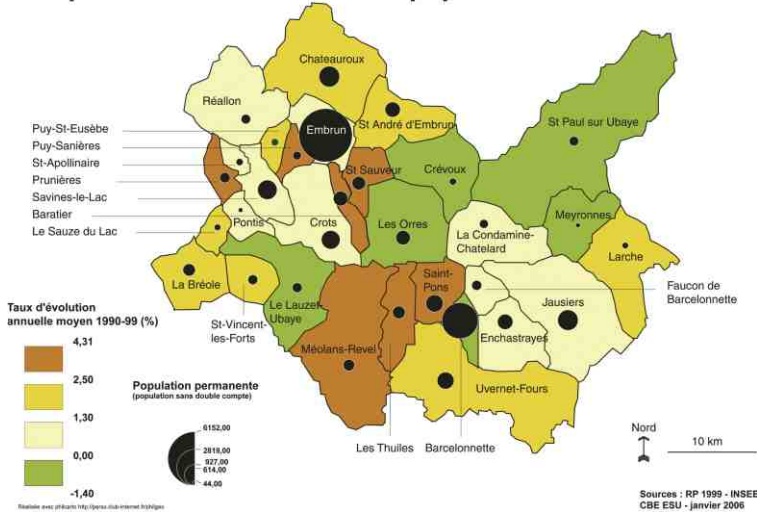 Chateauroux
Réallon
Puy-St-Eusèbe
Puy-Sanières
St-Apollinaire
Prunières
Savines-le-Lac
Baratier
Le Sauze du Lac
Embrun
St André d'Embrun
St Paul sur Ubaye
St Sauveur
Crévoux
Pontis
Crots
Les Orres
La Condamine-
Chatelard
Meyronnes
Larche
La Bréole
Le Lauzet
Ubaye
Saint-
Pons
Faucon de
Barcelonnette
Jausiers
St-Vincent-
les-Forts
Enchastrayes
Méolans-Revel
Uvernet-Fours
Les Thuiles
Barcelonnette
Taux d'évolution
annuelle moyen 1990-99 (%)
4,31
2,50
1,30
0,00
-1,40
Population permanente
(population sans double compte)
6152,00
2819,00
927,00
614,00
44,00
Nord
10 km
Sources : RP 1999 - INSEE
CBE ESU - janvier 2006